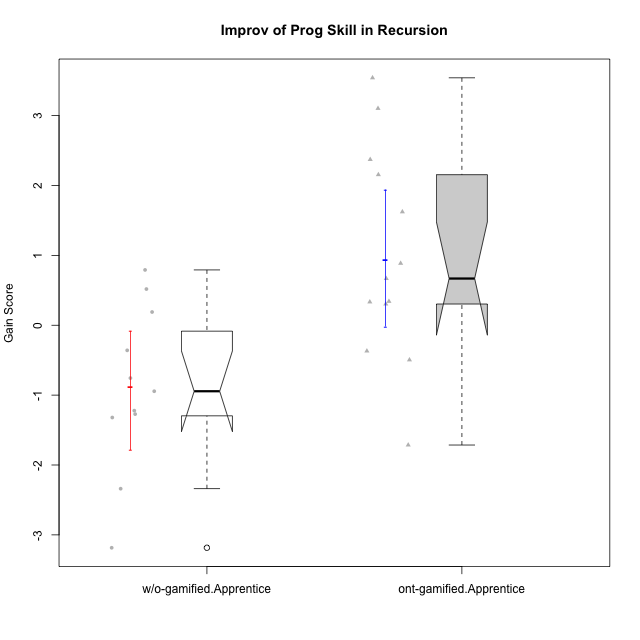 Improv of Prog Skill in Recursion
Gain Score
3
2
1
0
-1
-2
-3
w/o-gamified.Apprentice
ont-gamified.Apprentice